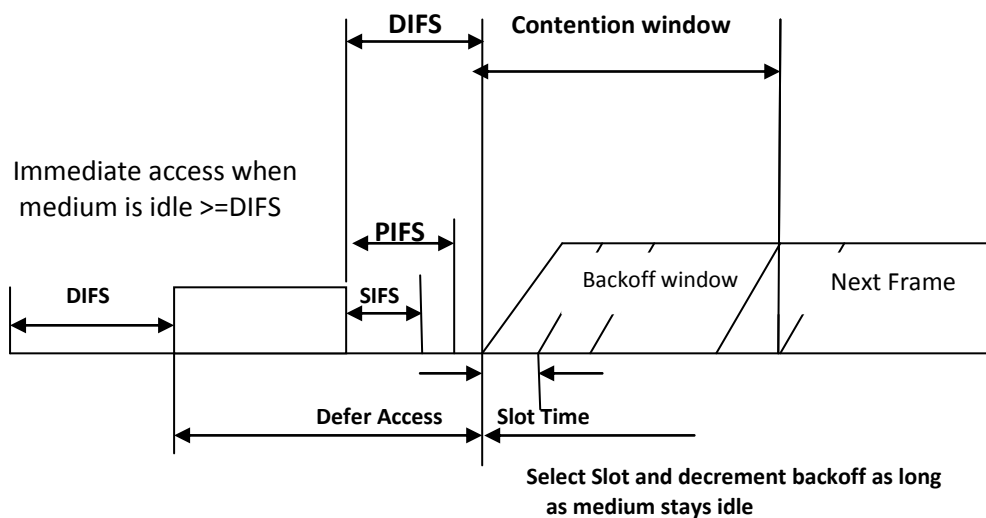 DIFS
Contention window
Immediate access when
medium is idle >=DIFS
PIFS
DIFS
SIFS
Backoff window
Next Frame
Defer Access
Slot Time
Select Slot and decrement backoff as long
as medium stays idle